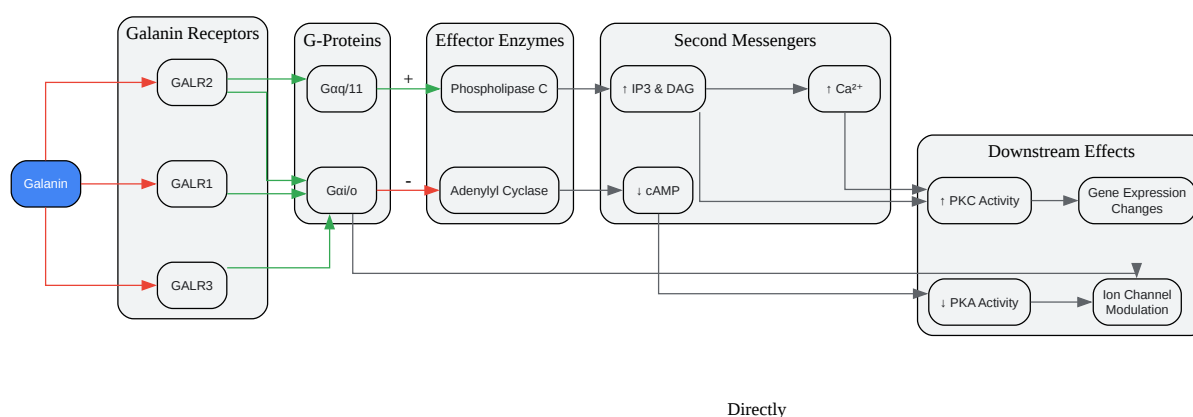 Galanin Receptors
G-Proteins
Effector Enzymes
Second Messengers
GALR2
Gαq/11
+
Phospholipase C
↑ IP3 & DAG
↑ Ca²⁺
Downstream Effects
Galanin
GALR1
Gαi/o
-
Adenylyl Cyclase
↓ cAMP
↑ PKC Activity
Gene Expression
Changes
GALR3
↓ PKA Activity
Ion Channel
Modulation
Directly